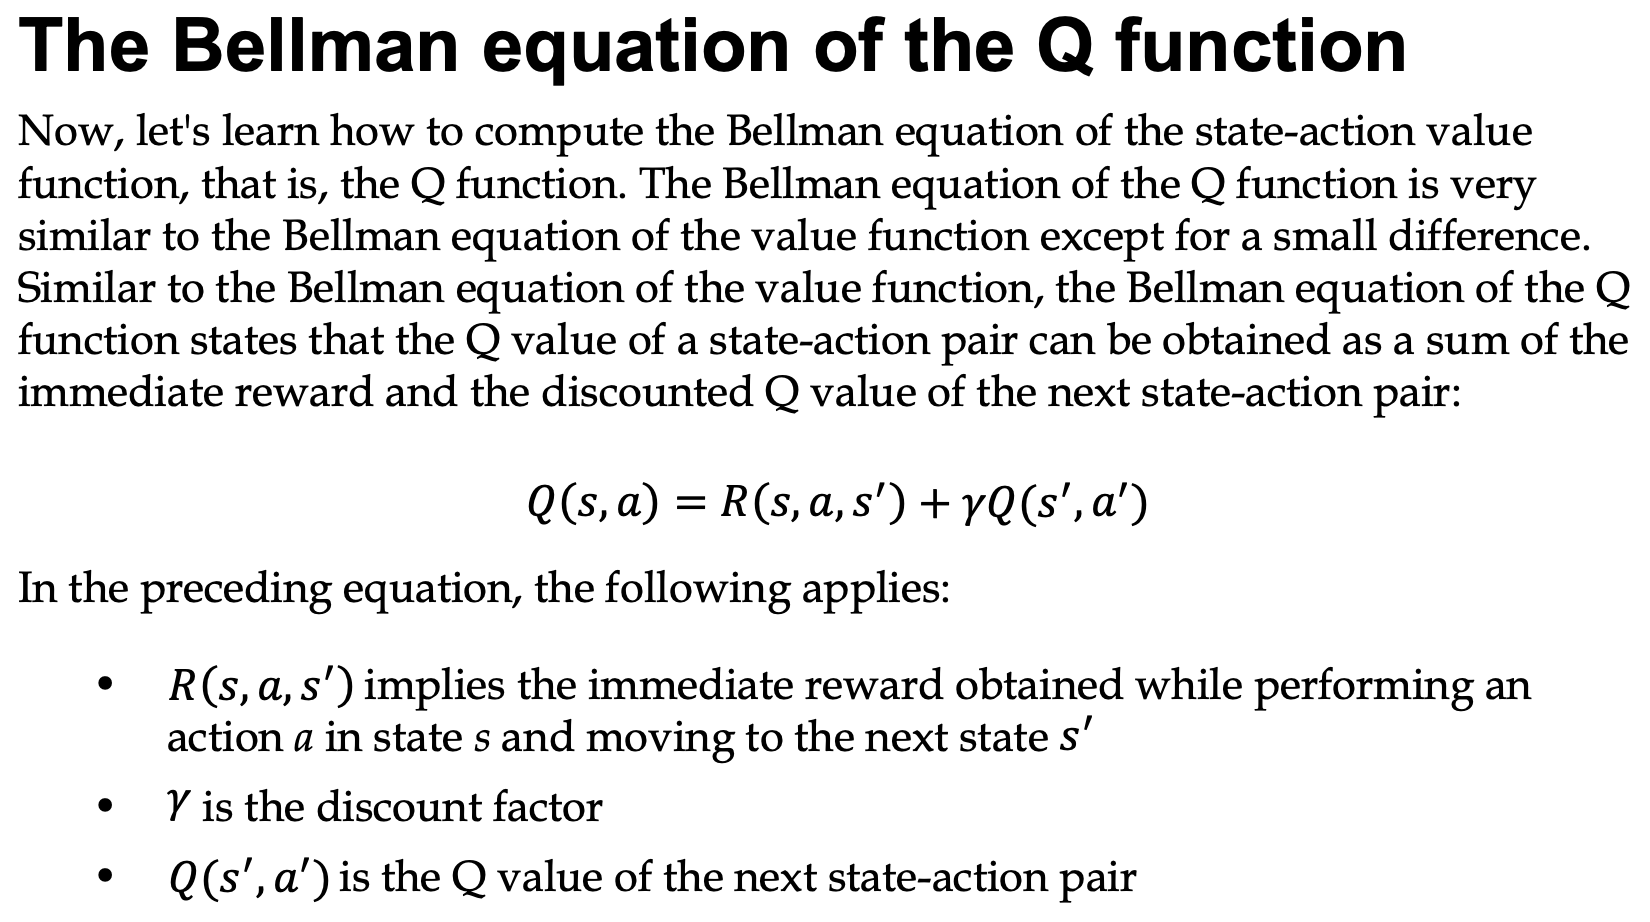 The Bellman equation of the Q function
Now, let's learn how to compute the Bellman equation of the state-action value
function, that is, the Q function. The Bellman equation of the Q function is very
similar to the Bellman equation of the value function except for a small difference.
Similar to the Bellman equation of the value function, the Bellman equation of the Q
function states that the Q value of a state-action pair can be obtained as a sum of the
immediate reward and the discounted Q value of the next state-action pair:
Q(s, a) = R(s, a, s′) + γQ(s′, a′)
In the preceding equation, the following applies:
• R(s, a, s′) implies the immediate reward obtained while performing an
action a in state s and moving to the next state s′
• γ is the discount factor
• Q(s′, a′) is the Q value of the next state-action pair